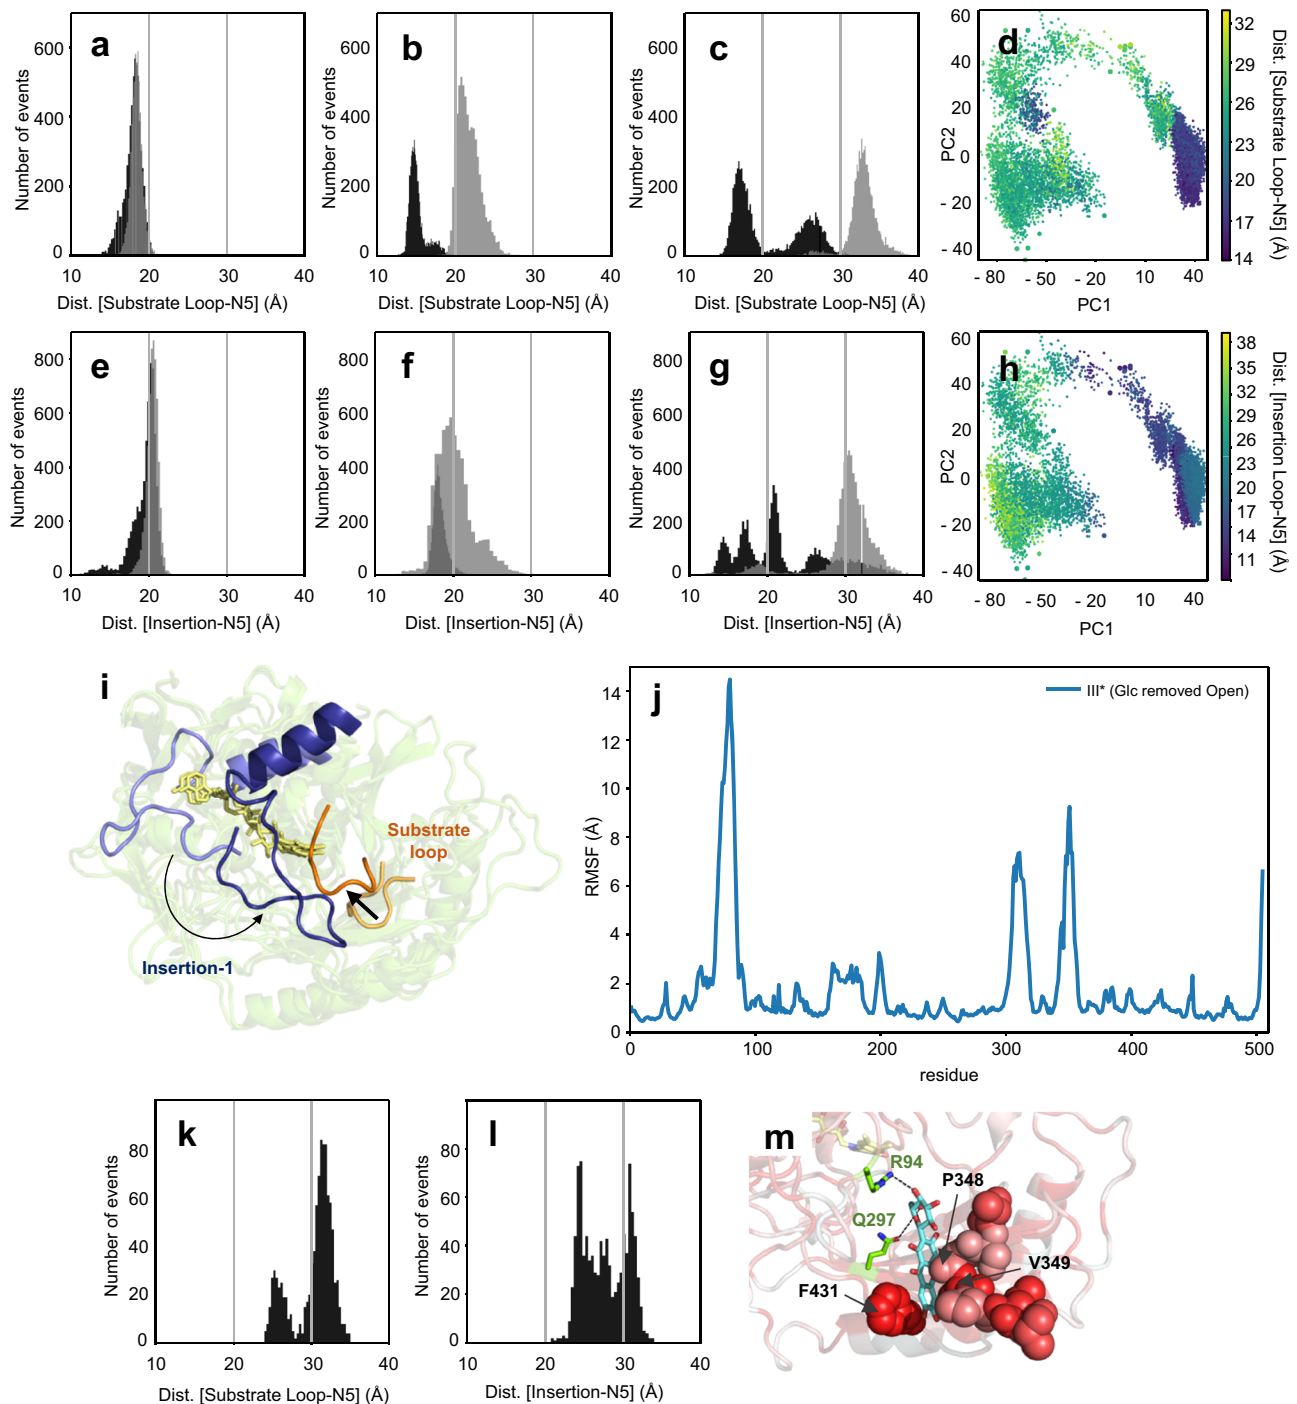 a
Number of events
600
400
200
0
10 20 30 40
Dist. [Substrate Loop-N5] (Å)
b
Number of events
600
400
200
0
10 20 30 40
Dist. [Substrate Loop-N5] (Å)
c
Number of events
600
400
200
0
10 20 30 40
Dist. [Substrate Loop-N5] (Å)
d
PC2
60
40
20
0
- 20
- 40
- 80 - 50 - 20 10 40
PC1
32
29
26
23
20
17
14
Dist. [Substrate Loop-N5] (Å)
e
Number of events
800
600
400
200
0
10 20 30 40
Dist. [Insertion-N5] (Å)
f
Number of events
800
600
400
200
0
10 20 30 40
Dist. [Insertion-N5] (Å)
g
Number of events
800
600
400
200
0
10 20 30 40
Dist. [Insertion-N5] (Å)
h
PC2
60
40
20
0
- 20
- 40
- 80 - 50 - 20 10 40
PC1
38
35
32
29
26
23
20
17
14
11
Dist. [Insertion Loop-N5] (Å)
i
Substrate
loop
Insertion-1
j
III* (Glc removed Open)
RMSF (Å)
14
12
10
8
6
4
2
0
0 100 200 300 400 500
residue
k
Number of events
80
60
40
20
0
10 20 30 40
Dist. [Substrate Loop-N5] (Å)
l
Number of events
80
60
40
20
0
10 20 30 40
Dist. [Insertion-N5] (Å)
m
R94
P348
Q297
V349
F431